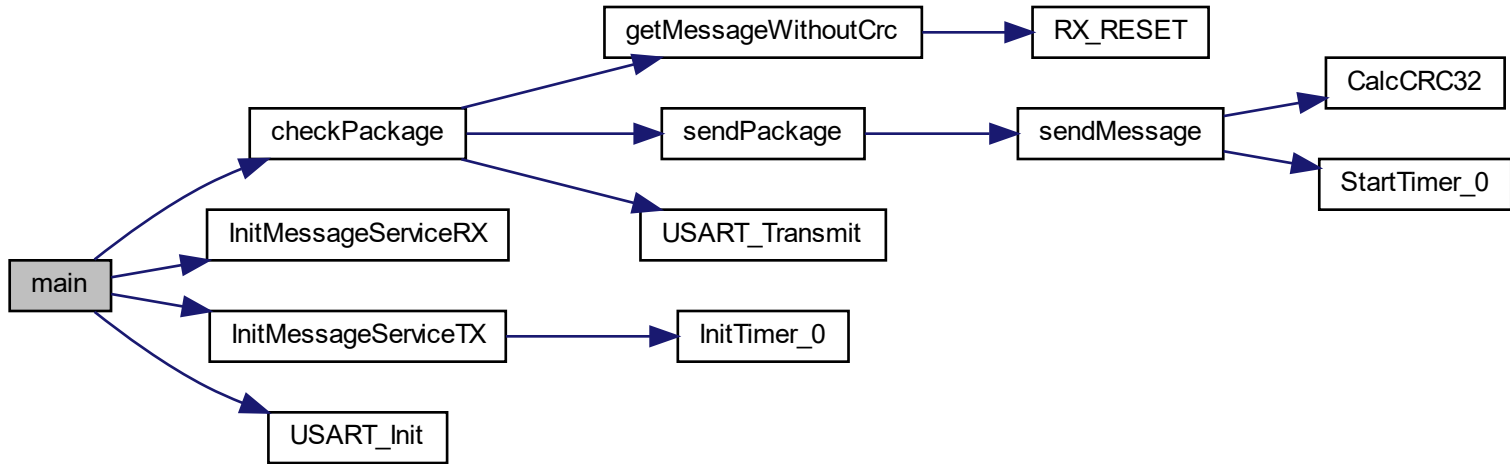 getMessageWithoutCrc
RX_RESET
CalcCRC32
checkPackage
sendPackage
sendMessage
StartTimer_0
InitMessageServiceRX
USART_Transmit
main
InitMessageServiceTX
InitTimer_0
USART_Init